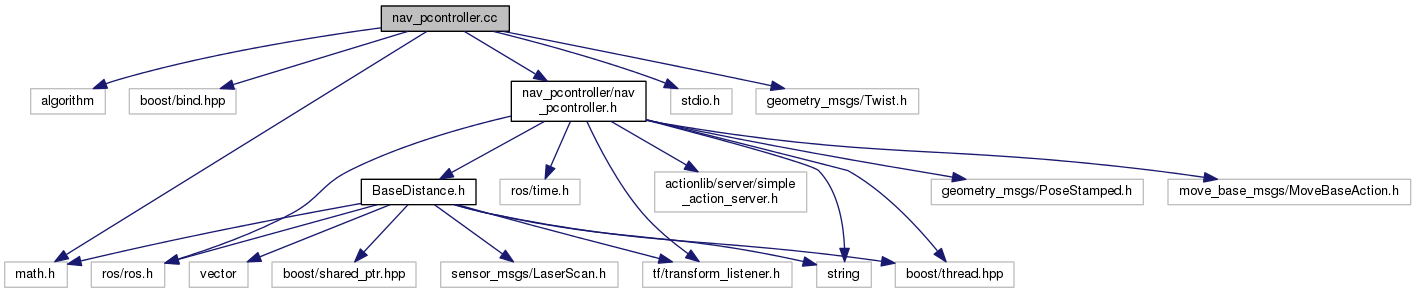 nav_pcontroller.cc
algorithm
boost/bind.hpp
nav_pcontroller/nav
_pcontroller.h
stdio.h
geometry_msgs/Twist.h
BaseDistance.h
ros/time.h
actionlib/server/simple
_action_server.h
geometry_msgs/PoseStamped.h
move_base_msgs/MoveBaseAction.h
math.h
ros/ros.h
vector
boost/shared_ptr.hpp
sensor_msgs/LaserScan.h
tf/transform_listener.h
string
boost/thread.hpp